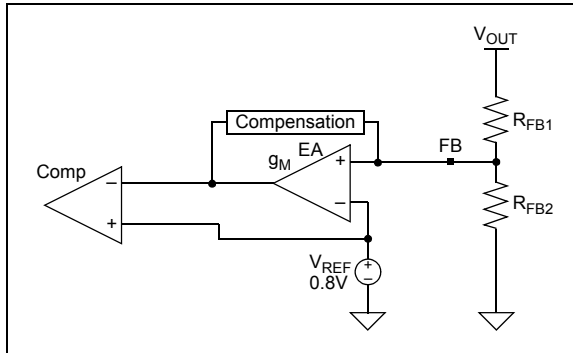 V_OUT
Compensation
R_FB1
EA
FB
g_M
+
Comp
−
−
R_FB2
+
V_REF
0.8V
+
−